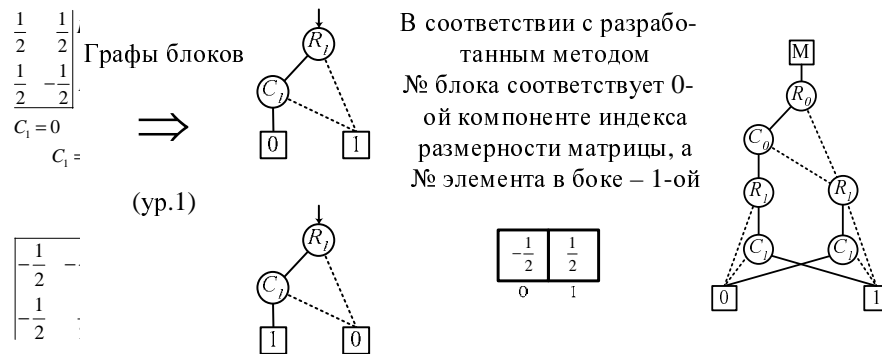 1/2 1/2
1/2 −1/2
C₁ = 0
C₁ =
Графы блоков
⇒
(ур.1)
−1/2 −
−1/2
R₁
C₁
0 1
R₁
C₁
1 0
В соответствии с разрабо-
танным методом
№ блока соответствует 0-
ой компоненте индекса
размерности матрицы, а
№ элемента в боке – 1-ой
−1/2 1/2
0 1
M
R₀
C₀
R₁ R₁
C₁ C₁
0 1